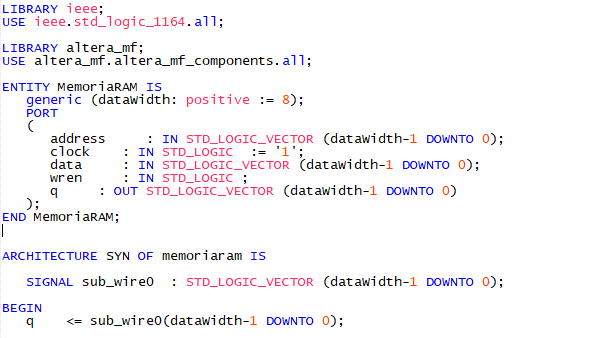 LIBRARY ieee;
USE ieee.std_logic_1164.all;
LIBRARY altera_mf;
USE altera_mf.altera_mf_components.all;
ENTITY MemoriaRAM IS
generic (dataWidth: positive := 8);
PORT
(
address : IN STD_LOGIC_VECTOR (dataWidth-1 DOWNTO 0);
clock : IN STD_LOGIC := '1';
data : IN STD_LOGIC_VECTOR (dataWidth-1 DOWNTO 0);
wren : IN STD_LOGIC ;
q : OUT STD_LOGIC_VECTOR (dataWidth-1 DOWNTO 0)
);
END MemoriaRAM;
ARCHITECTURE SYN OF memoriaram IS
SIGNAL sub_wire0 : STD_LOGIC_VECTOR (dataWidth-1 DOWNTO 0);
BEGIN
q <= sub_wire0(dataWidth-1 DOWNTO 0);